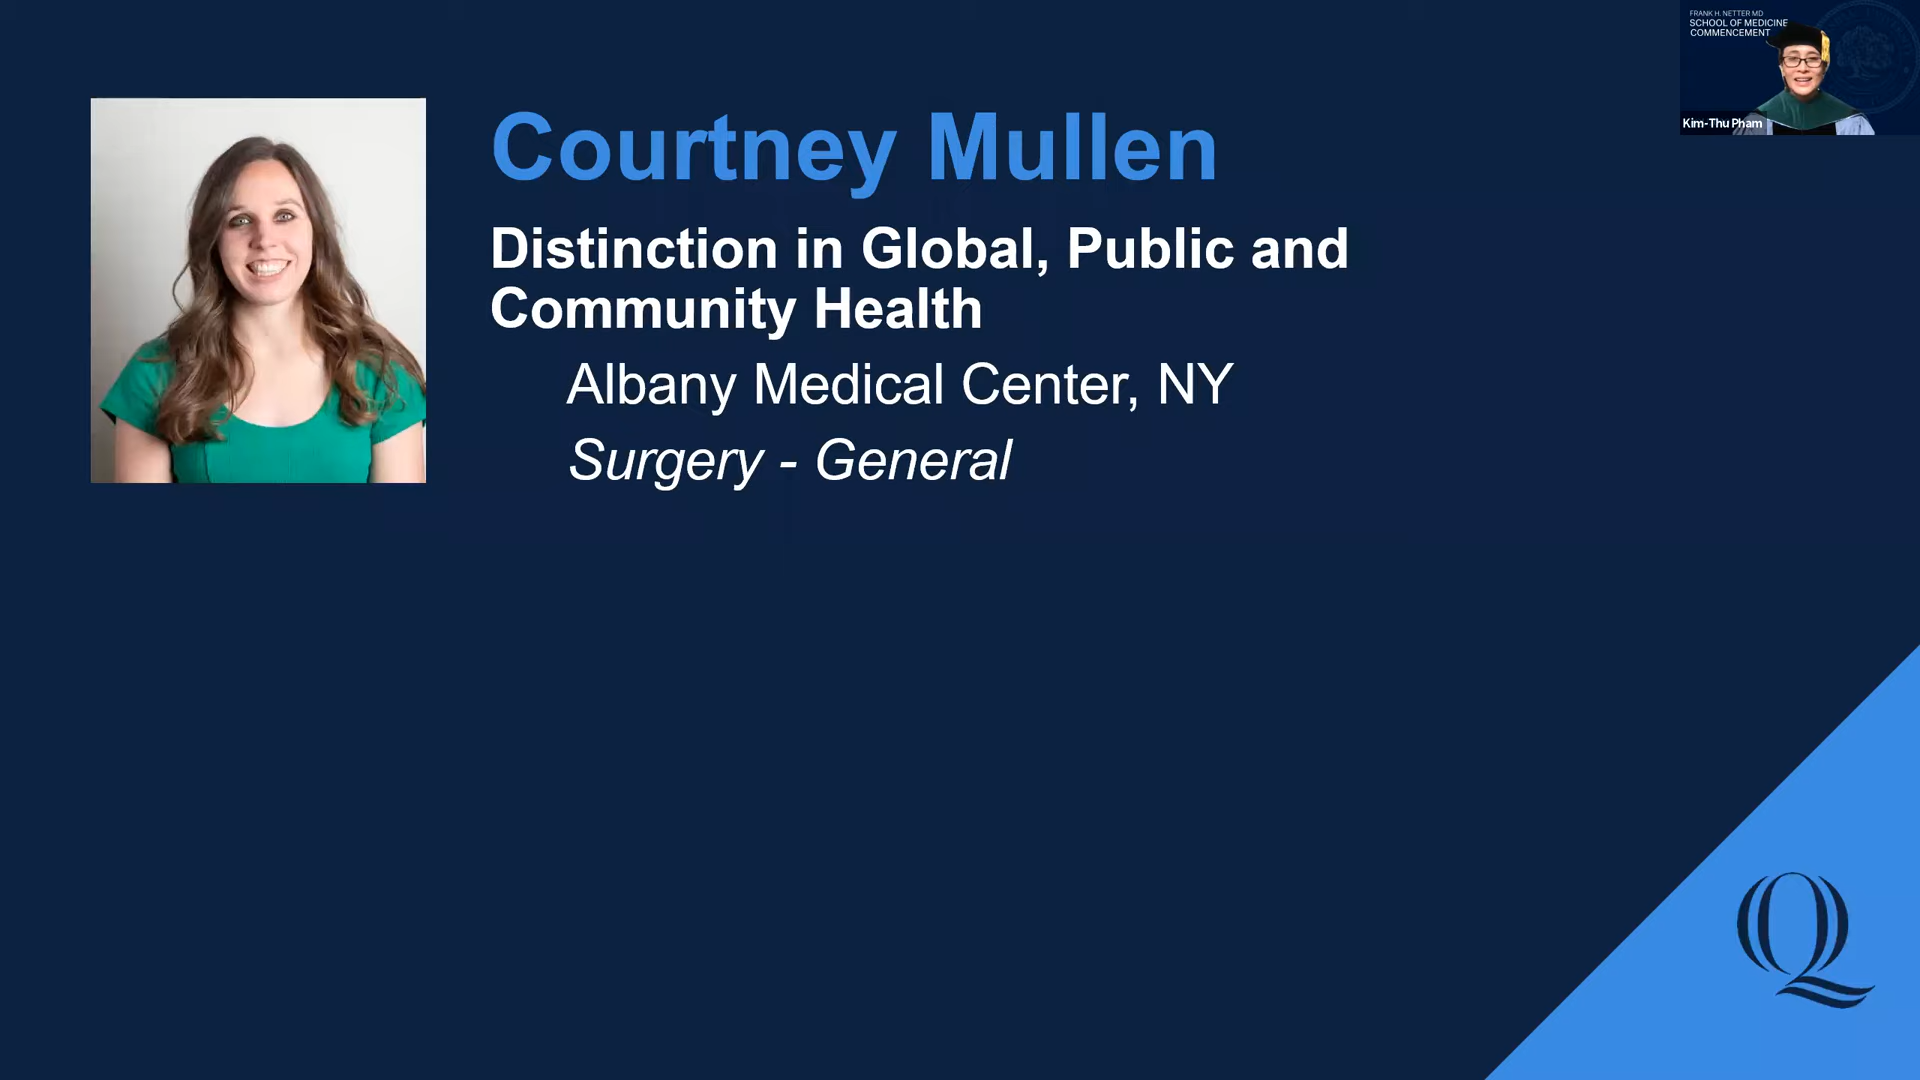 FRANK H. NETTER MD
SCHOOL OF MEDICINE
COMMENCEMENT
Kim-Thu Pham
Courtney Mullen
Distinction in Global, Public and
Community Health
Albany Medical Center, NY
Surgery - General
Q